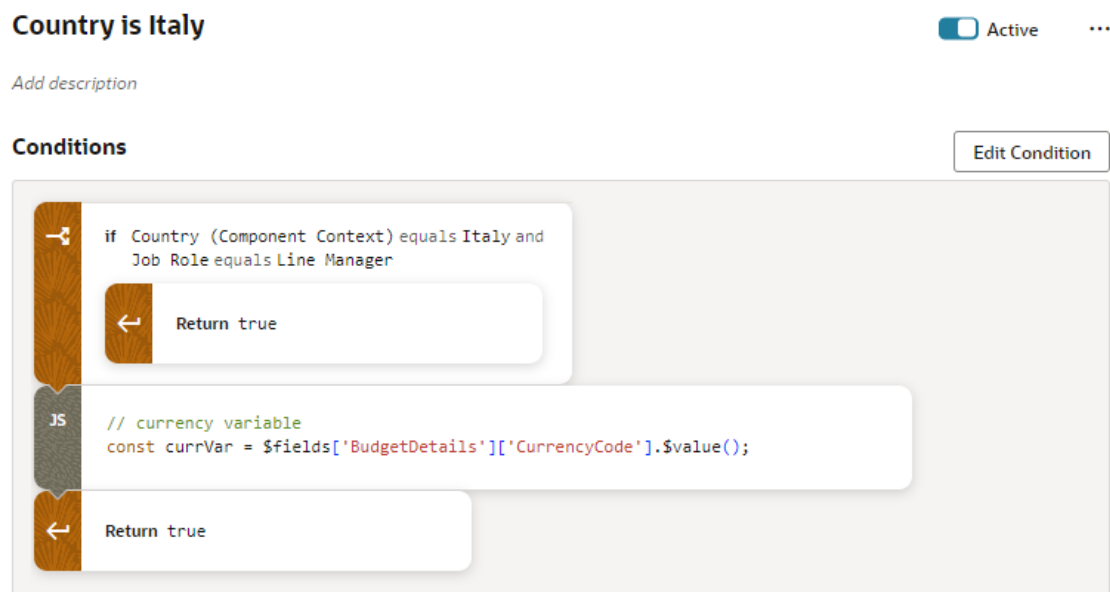 Country is Italy
Active
Add description
Conditions
Edit Condition
if Country (Component Context) equals Italy and
Job Role equals Line Manager
Return true
JS
// currency variable
const currVar = $fields['BudgetDetails']['CurrencyCode'].$value();
Return true